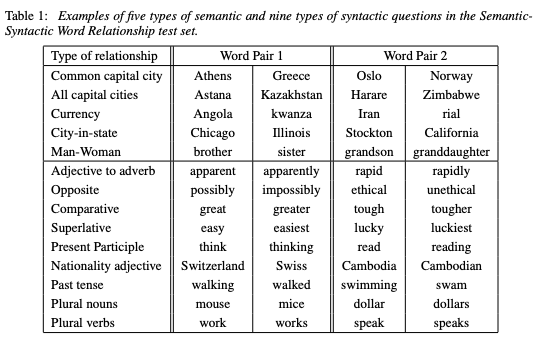 Table 1: Examples of five types of semantic and nine types of syntactic questions in the Semantic-
Syntactic Word Relationship test set.
Type of relationship Word Pair 1 Word Pair 2
Common capital city Athens Greece Oslo Norway
All capital cities Astana Kazakhstan Harare Zimbabwe
Currency Angola kwanza Iran rial
City-in-state Chicago Illinois Stockton California
Man-Woman brother sister grandson granddaughter
Adjective to adverb apparent apparently rapid rapidly
Opposite possibly impossibly ethical unethical
Comparative great greater tough tougher
Superlative easy easiest lucky luckiest
Present Participle think thinking read reading
Nationality adjective Switzerland Swiss Cambodia Cambodian
Past tense walking walked swimming swam
Plural nouns mouse mice dollar dollars
Plural verbs work works speak speaks